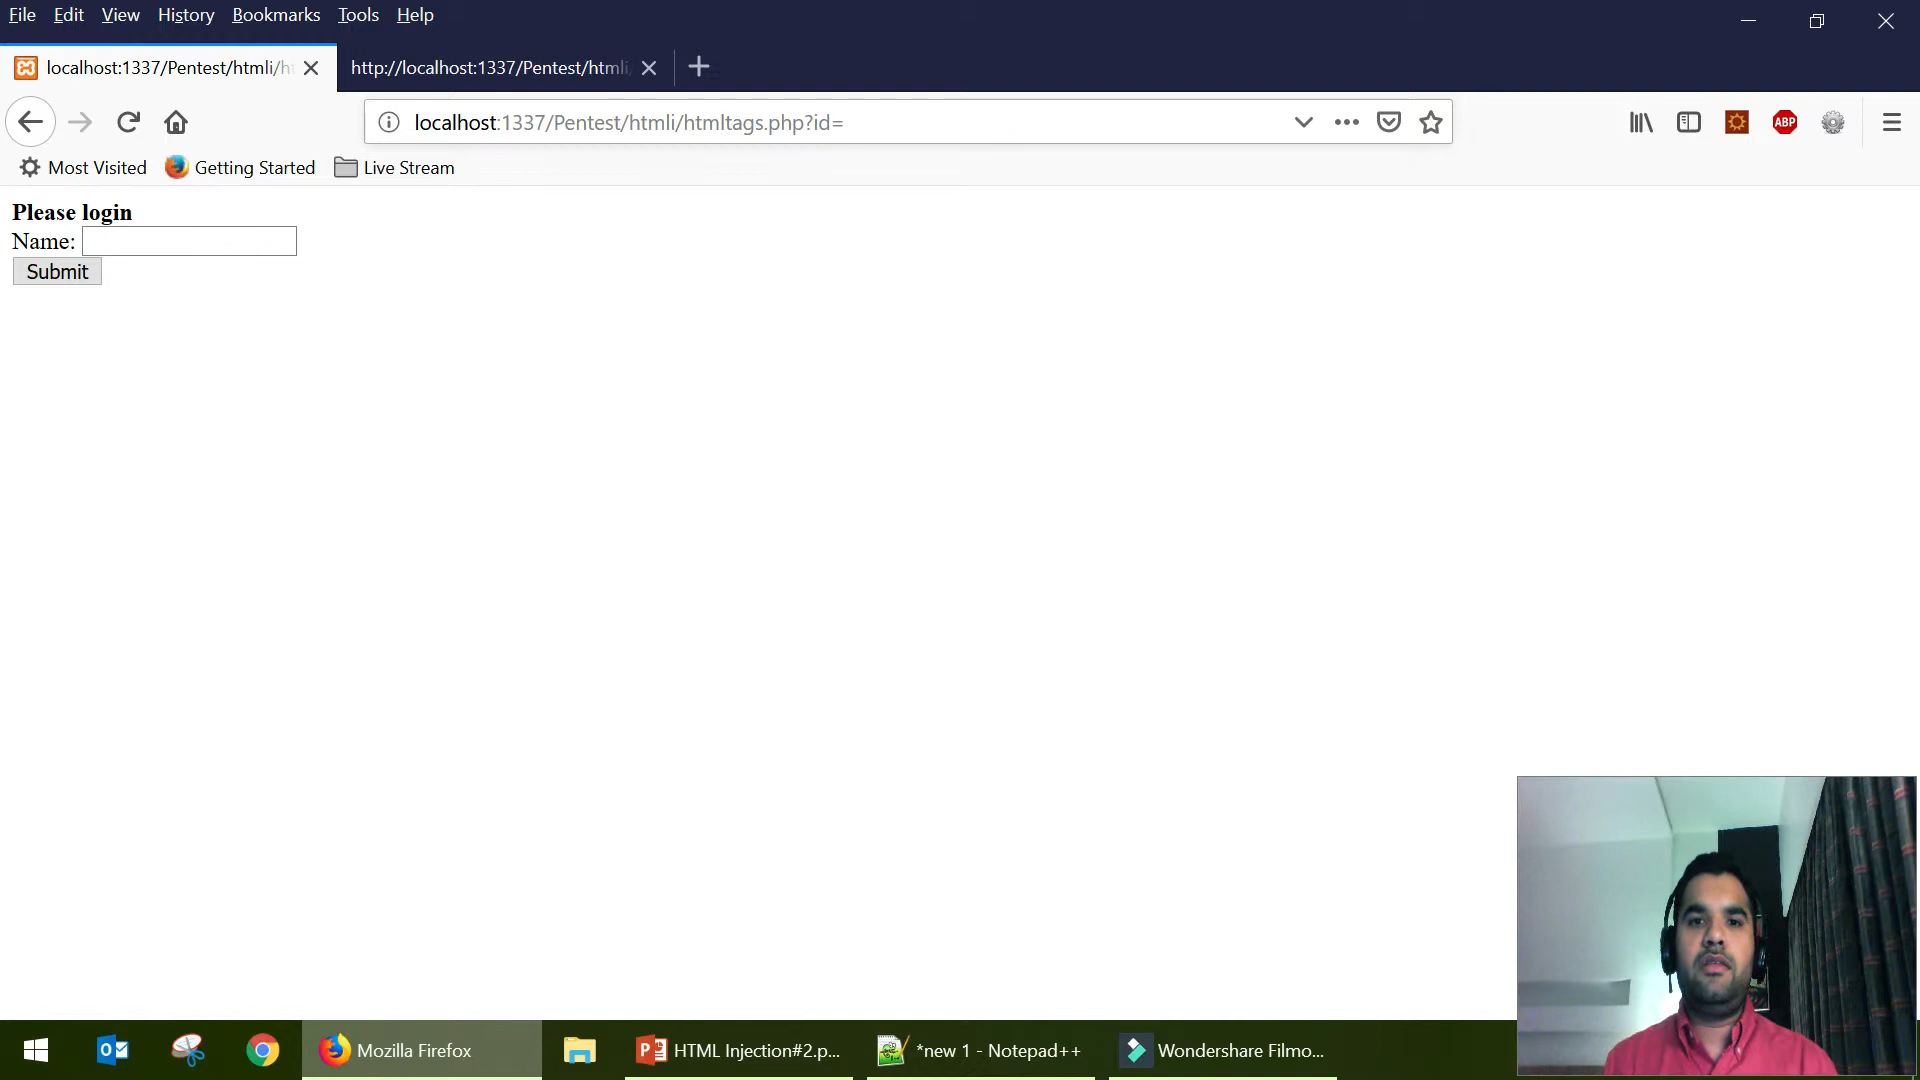 File Edit View History Bookmarks Tools Help
localhost:1337/Pentest/htmli/h
http://localhost:1337/Pentest/htmli
localhost:1337/Pentest/htmli/htmltags.php?id=
ABP
Most Visited Getting Started Live Stream
Please login
Name:
Submit
Mozilla Firefox
HTML Injection#2.p...
*new 1 - Notepad++
Wondershare Filmo...